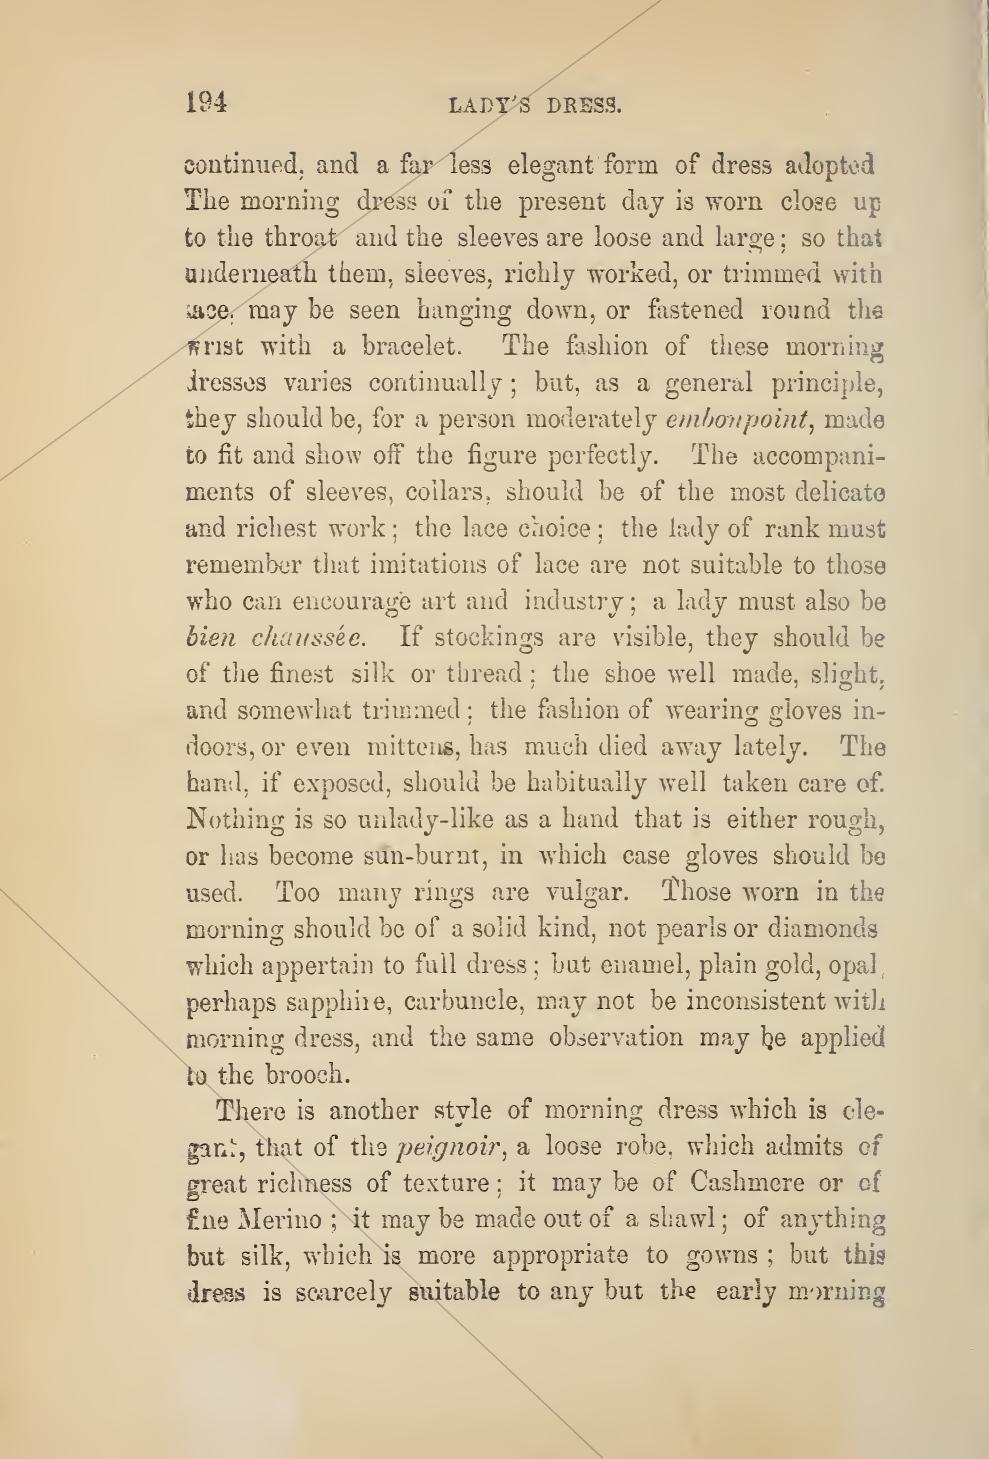 194 LADY'S DRESS.
continued, and a far less elegant form of dress adopted
The morning dress of the present day is worn close up
to the throat and the sleeves are loose and large; so that
underneath them, sleeves, richly worked, or trimmed with
lace, may be seen hanging down, or fastened round the
wrist with a bracelet. The fashion of these morning
dresses varies continually; but, as a general principle,
they should be, for a person moderately embonpoint, made
to fit and show off the figure perfectly. The accompani-
ments of sleeves, collars, should be of the most delicate
and richest work; the lace choice; the lady of rank must
remember that imitations of lace are not suitable to those
who can encourage art and industry; a lady must also be
bien chaussée. If stockings are visible, they should be
of the finest silk or thread; the shoe well made, slight,
and somewhat trimmed; the fashion of wearing gloves in-
doors, or even mittens, has much died away lately. The
hand, if exposed, should be habitually well taken care of.
Nothing is so unlady-like as a hand that is either rough,
or has become sun-burnt, in which case gloves should be
used. Too many rings are vulgar. Those worn in the
morning should be of a solid kind, not pearls or diamonds
which appertain to full dress; but enamel, plain gold, opal,
perhaps sapphire, carbuncle, may not be inconsistent with
morning dress, and the same observation may be applied
to the brooch.
There is another style of morning dress which is ele-
gant, that of the peignoir, a loose robe, which admits of
great richness of texture; it may be of Cashmere or of
fine Merino; it may be made out of a shawl; of anything
but silk, which is more appropriate to gowns; but this
dress is scarcely suitable to any but the early morning